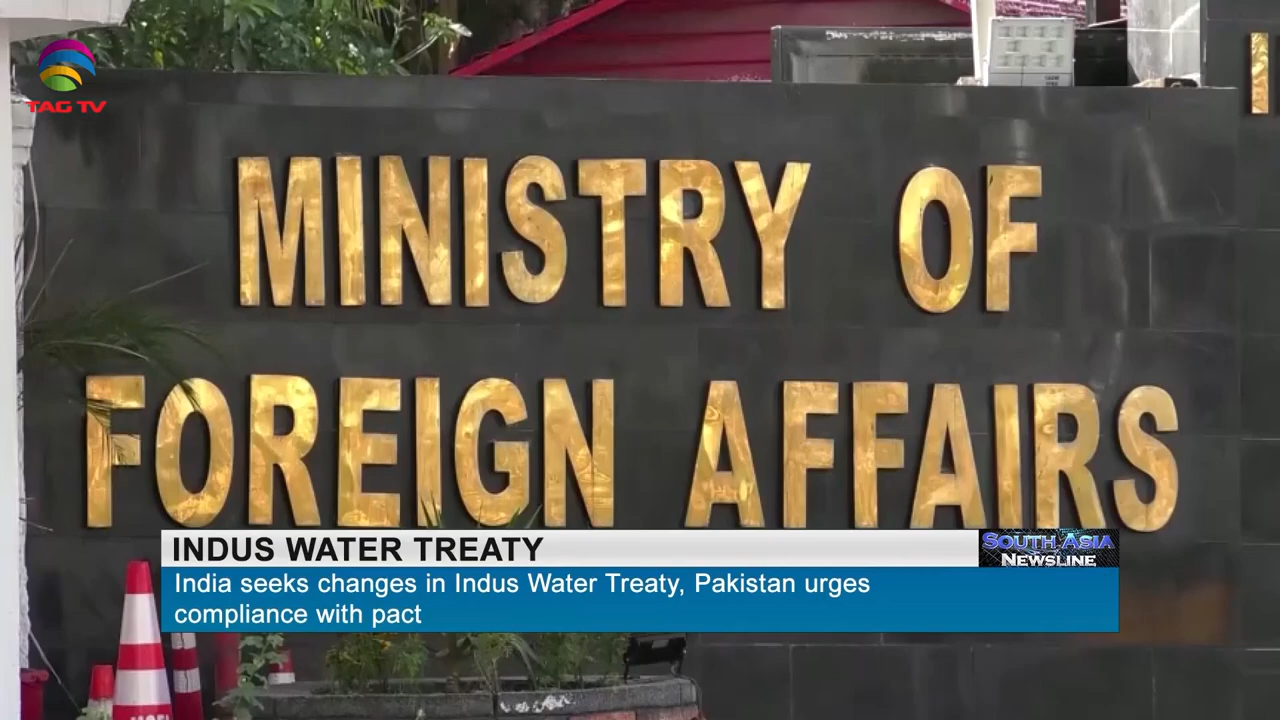 TAG TV
MINISTRY OF
FOREIGN AFFAIRS
INDUS WATER TREATY
SOUTH ASIA
NEWSLINE
India seeks changes in Indus Water Treaty, Pakistan urges
compliance with pact